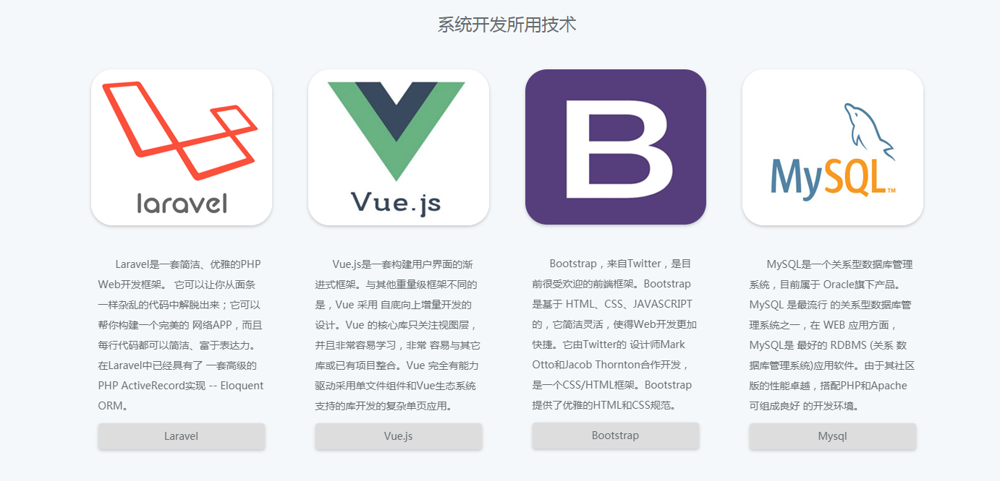 系统开发所用技术
laravel
Laravel是一套简洁、优雅的PHP
Web开发框架。 它可以让你从面条
一样杂乱的代码中解脱出来；它可以
帮你构建一个完美的 网络APP，而且
每行代码都可以简洁、富于表达力。
在Laravel中已经具有了 一套高级的
PHP ActiveRecord实现 -- Eloquent
ORM。
Laravel
Vue.js
Vue.js是一套构建用户界面的渐
进式框架。与其他重量级框架不同的
是，Vue 采用 自底向上增量开发的
设计。Vue 的核心库只关注视图层，
并且非常容易学习，非常 容易与其它
库或已有项目整合。Vue 完全有能力
驱动采用单文件组件和Vue生态系统
支持的库开发的复杂单页应用。
Vue.js
B
Bootstrap，来自Twitter，是目
前很受欢迎的前端框架。Bootstrap
是基于 HTML、CSS、JAVASCRIPT
的，它简洁灵活，使得Web开发更加
快捷。它由Twitter的 设计师Mark
Otto和Jacob Thornton合作开发，
是一个CSS/HTML框架。Bootstrap
提供了优雅的HTML和CSS规范。
Bootstrap
MySQL™
MySQL是一个关系型数据库管理
系统，目前属于 Oracle旗下产品。
MySQL 是最流行 的关系型数据库管
理系统之一，在 WEB 应用方面，
MySQL是 最好的 RDBMS (关系 数
据库管理系统)应用软件。由于其社区
版的性能卓越，搭配PHP和Apache
可组成良好 的开发环境。
Mysql